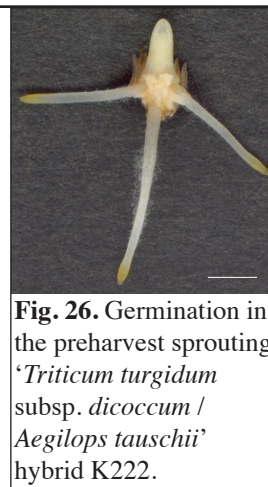 Fig. 26. Germination in
the preharvest sprouting
‘Triticum turgidum
subsp. dicoccum /
Aegilops tauschii’
hybrid K222.